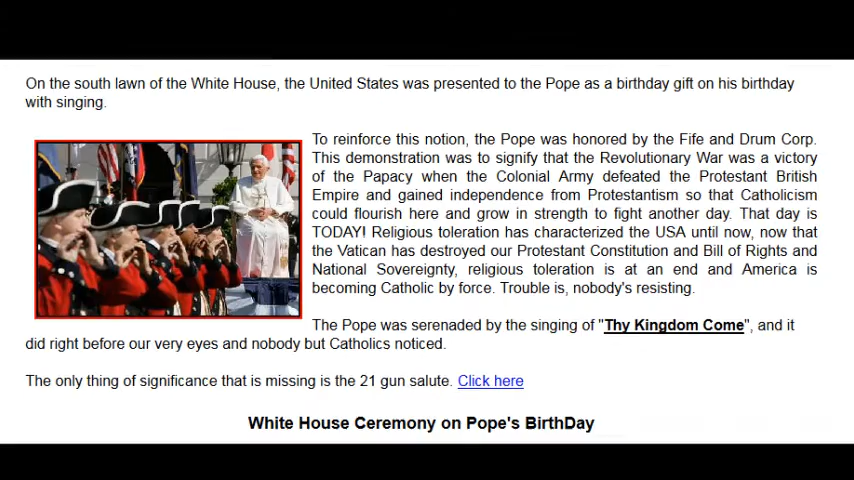 On the south lawn of the White House, the United States was presented to the Pope as a birthday gift on his birthday
with singing.
To reinforce this notion, the Pope was honored by the Fife and Drum Corp.
This demonstration was to signify that the Revolutionary War was a victory
of the Papacy when the Colonial Army defeated the Protestant British
Empire and gained independence from Protestantism so that Catholicism
could flourish here and grow in strength to fight another day. That day is
TODAY! Religious toleration has characterized the USA until now, now that
the Vatican has destroyed our Protestant Constitution and Bill of Rights and
National Sovereignty, religious toleration is at an end and America is
becoming Catholic by force. Trouble is, nobody's resisting.
The Pope was serenaded by the singing of "Thy Kingdom Come", and it
did right before our very eyes and nobody but Catholics noticed.
The only thing of significance that is missing is the 21 gun salute. Click here
White House Ceremony on Pope's BirthDay